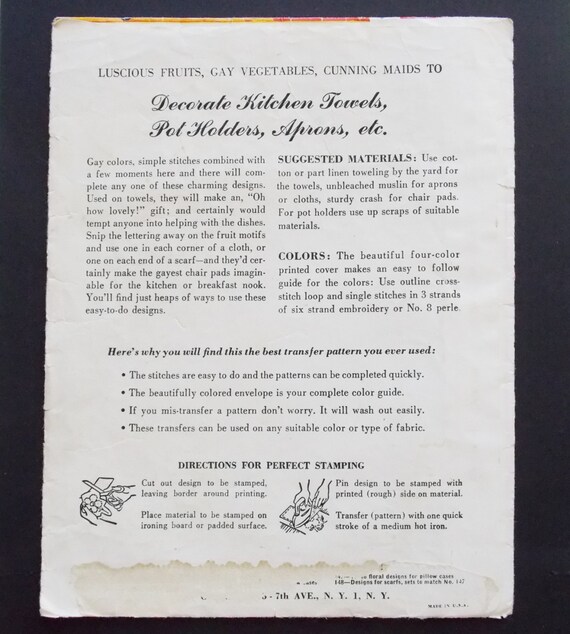 LUSCIOUS FRUITS, GAY VEGETABLES, CUNNING MAIDS TO
Decorate Kitchen Towels,
Pot Holders, Aprons, etc.
Gay colors, simple stitches combined with
a few moments here and there will com-
plete any one of these charming designs.
Used on towels, they will make an, "Oh
how lovely!" gift; and certainly would
tempt anyone into helping with the dishes.
Snip the lettering away on the fruit motifs
and use one in each corner of a cloth, or
one on each end of a scarf—and they'd cer-
tainly make the gayest chair pads imagin-
able for the kitchen or breakfast nook.
You'll find just heaps of ways to use these
easy-to-do designs.
SUGGESTED MATERIALS: Use cot-
ton or part linen toweling by the yard for
the towels, unbleached muslin for aprons
or cloths, sturdy crash for chair pads.
For pot holders use up scraps of suitable
materials.
COLORS: The beautiful four-color
printed cover makes an easy to follow
guide for the colors: Use outline cross-
stitch loop and single stitches in 3 strands
of six strand embroidery or No. 8 perle
Here's why you will find this the best transfer pattern you ever used:
• The stitches are easy to do and the patterns can be completed quickly.
• The beautifully colored envelope is your complete color guide.
• If you mis-transfer a pattern don't worry. It will wash out easily.
• These transfers can be used on any suitable color or type of fabric.
DIRECTIONS FOR PERFECT STAMPING
Cut out design to be stamped,
leaving border around printing.
Place material to be stamped on
ironing board or padded surface.
Pin design to be stamped with
printed (rough) side on material.
Transfer (pattern) with one quick
stroke of a medium hot iron.
floral designs for pillow cases
148—Designs for scarfs, sets to match No. 147
- 7th AVE., N. Y. 1, N. Y.
MADE IN U.S.A.